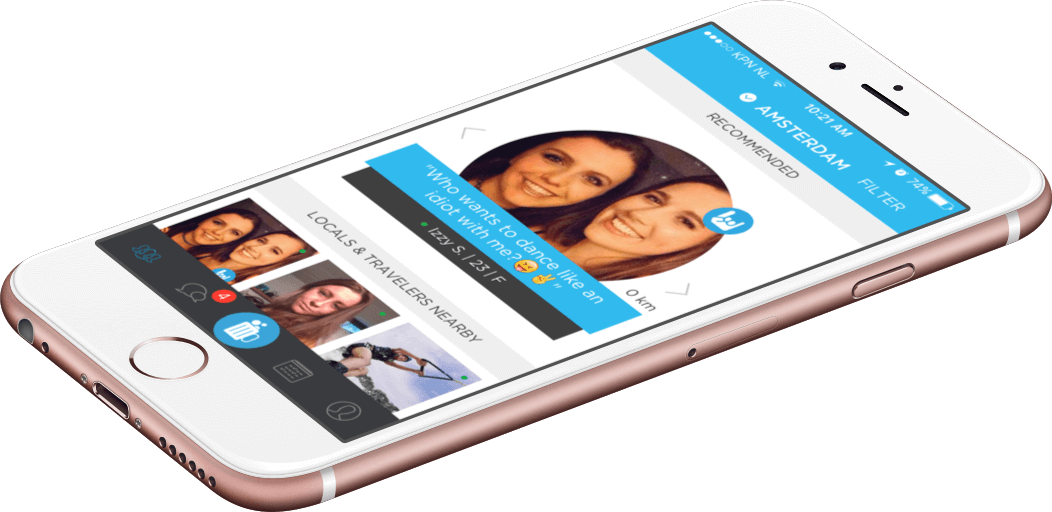 KPN NL
10:21 AM
74%
AMSTERDAM
FILTER
RECOMMENDED
"Who wants to dance like an
idiot with me?😝✌️"
Izzy S. | 23 | F
0 km
LOCALS & TRAVELERS NEARBY
4